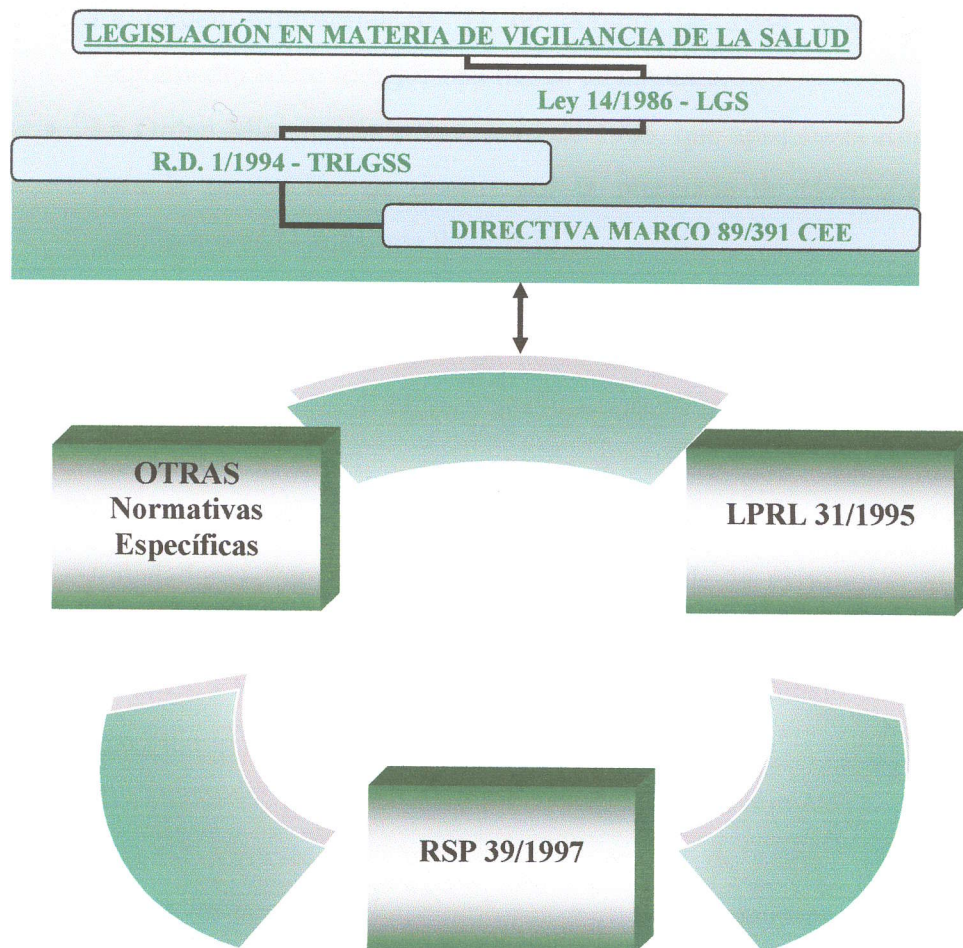 LEGISLACIÓN EN MATERIA DE VIGILANCIA DE LA SALUD
Ley 14/1986 - LGS
R.D. 1/1994 - TRLGSS
DIRECTIVA MARCO 89/391 CEE
OTRAS
Normativas
Específicas
LPRL 31/1995
RSP 39/1997